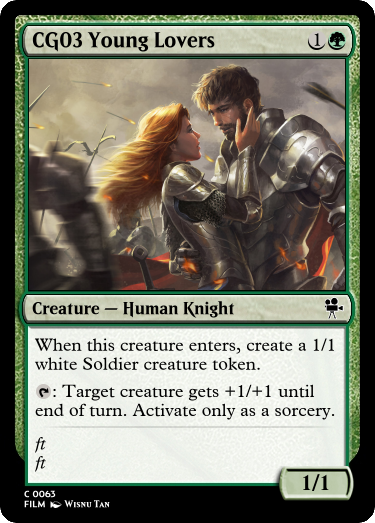 CG03 Young Lovers 1
Creature — Human Knight
When this creature enters, create a 1/1
white Soldier creature token.
: Target creature gets +1/+1 until
end of turn. Activate only as a sorcery.
ft
ft
1/1
C 0063
FILM Wisnu Tan